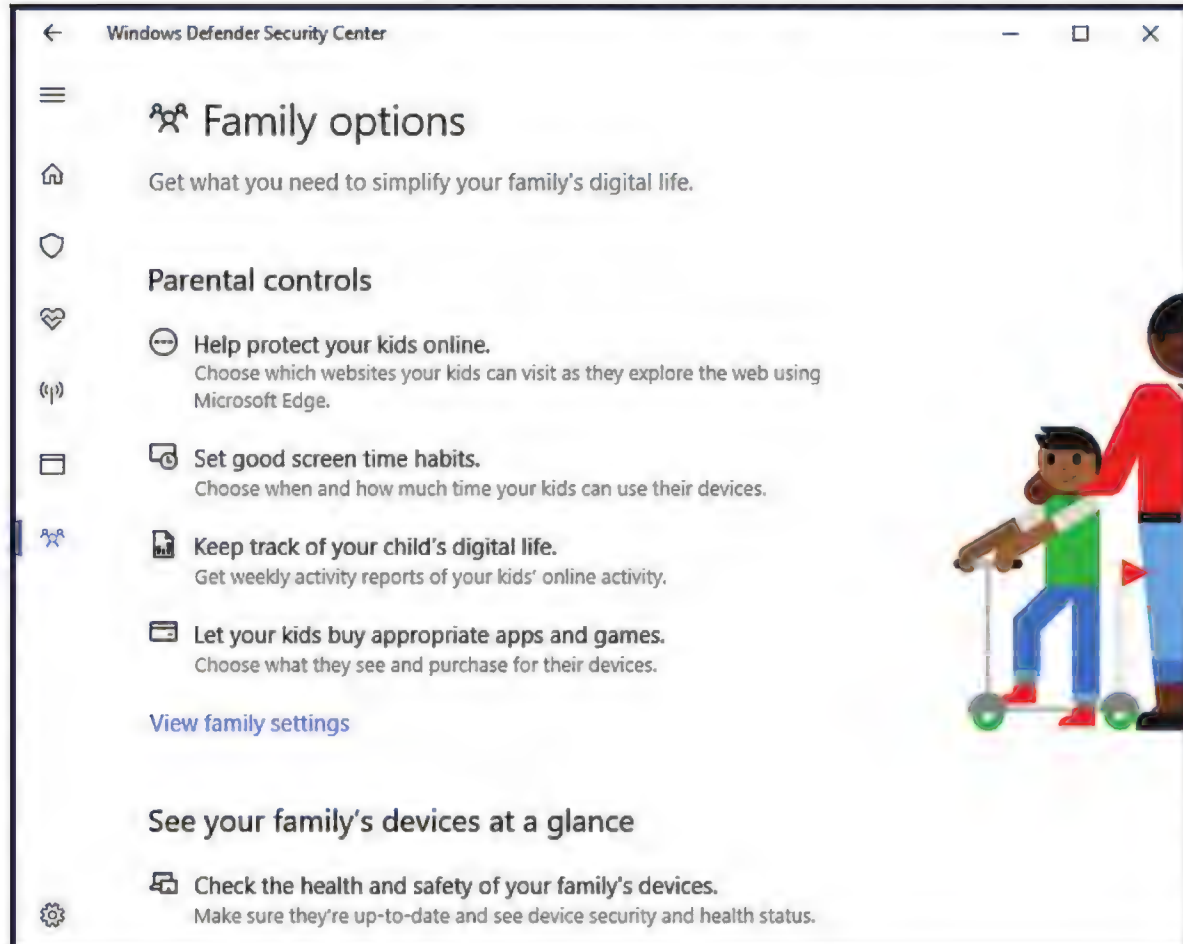 Windows Defender Security Center
Family options
Get what you need to simplify your family's digital life.
Parental controls
Help protect your kids online.
Choose which websites your kids can visit as they explore the web using
Microsoft Edge.
Set good screen time habits.
Choose when and how much time your kids can use their devices.
Keep track of your child's digital life.
Get weekly activity reports of your kids' online activity.
Let your kids buy appropriate apps and games.
Choose what they see and purchase for their devices.
View family settings
See your family's devices at a glance
Check the health and safety of your family's devices.
Make sure they're up-to-date and see device security and health status.